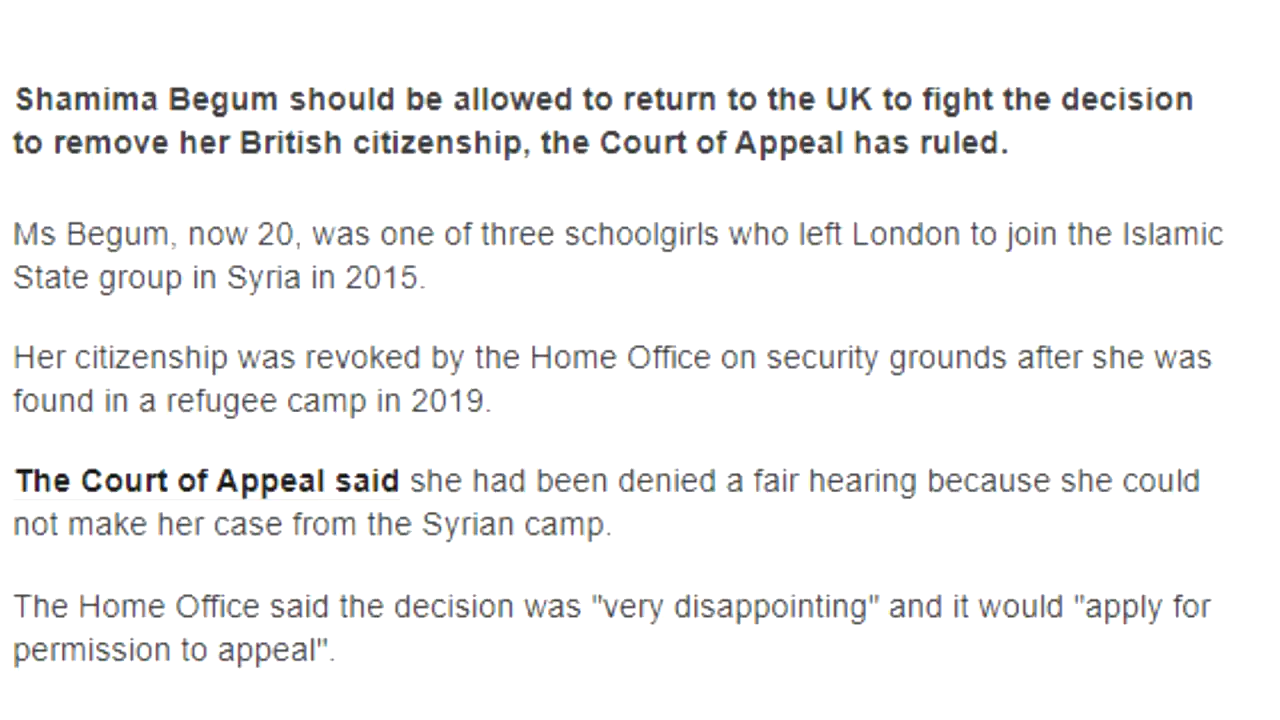 Shamima Begum should be allowed to return to the UK to fight the decision
to remove her British citizenship, the Court of Appeal has ruled.
Ms Begum, now 20, was one of three schoolgirls who left London to join the Islamic
State group in Syria in 2015.
Her citizenship was revoked by the Home Office on security grounds after she was
found in a refugee camp in 2019.
The Court of Appeal said she had been denied a fair hearing because she could
not make her case from the Syrian camp.
The Home Office said the decision was "very disappointing" and it would "apply for
permission to appeal".